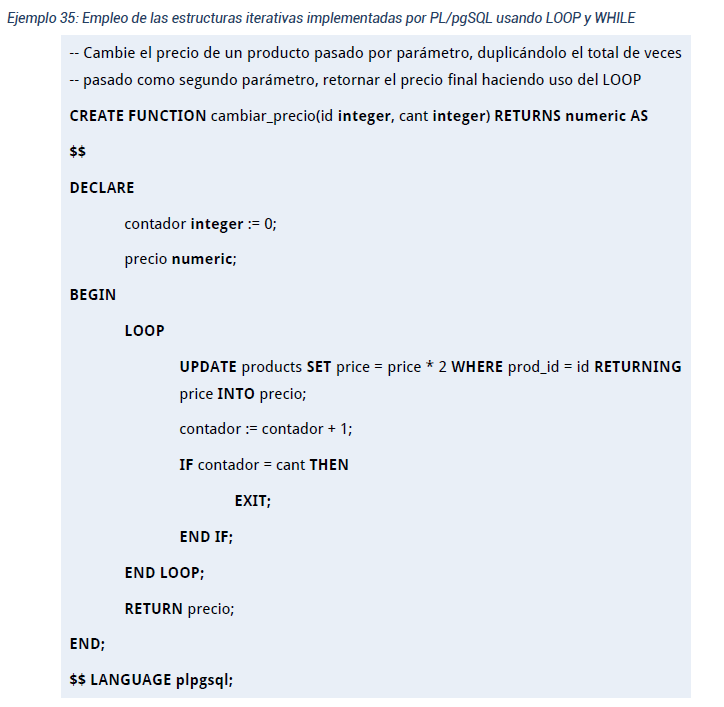 Ejemplo 35: Empleo de las estructuras iterativas implementadas por PL/pgSQL usando LOOP y WHILE
-- Cambie el precio de un producto pasado por parámetro, duplicándolo el total de veces
-- pasado como segundo parámetro, retornar el precio final haciendo uso del LOOP
CREATE FUNCTION cambiar_precio(id integer, cant integer) RETURNS numeric AS
$$
DECLARE
contador integer := 0;
precio numeric;
BEGIN
LOOP
UPDATE products SET price = price * 2 WHERE prod_id = id RETURNING
price INTO precio;
contador := contador + 1;
IF contador = cant THEN
EXIT;
END IF;
END LOOP;
RETURN precio;
END;
$$ LANGUAGE plpgsql;